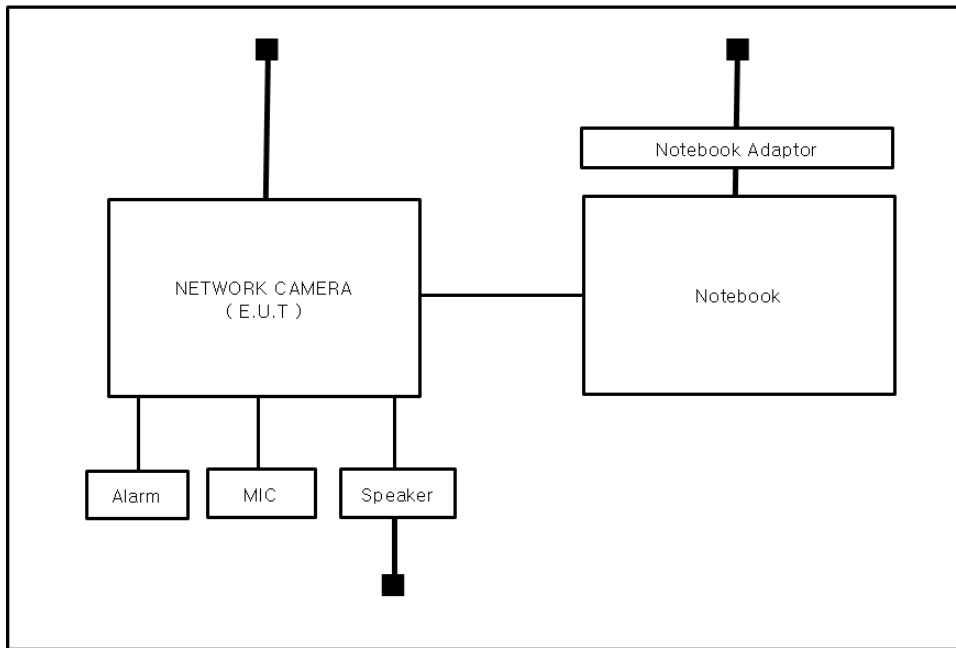 Notebook Adaptor
NETWORK CAMERA
( E.U.T )
Notebook
Alarm
MIC
Speaker